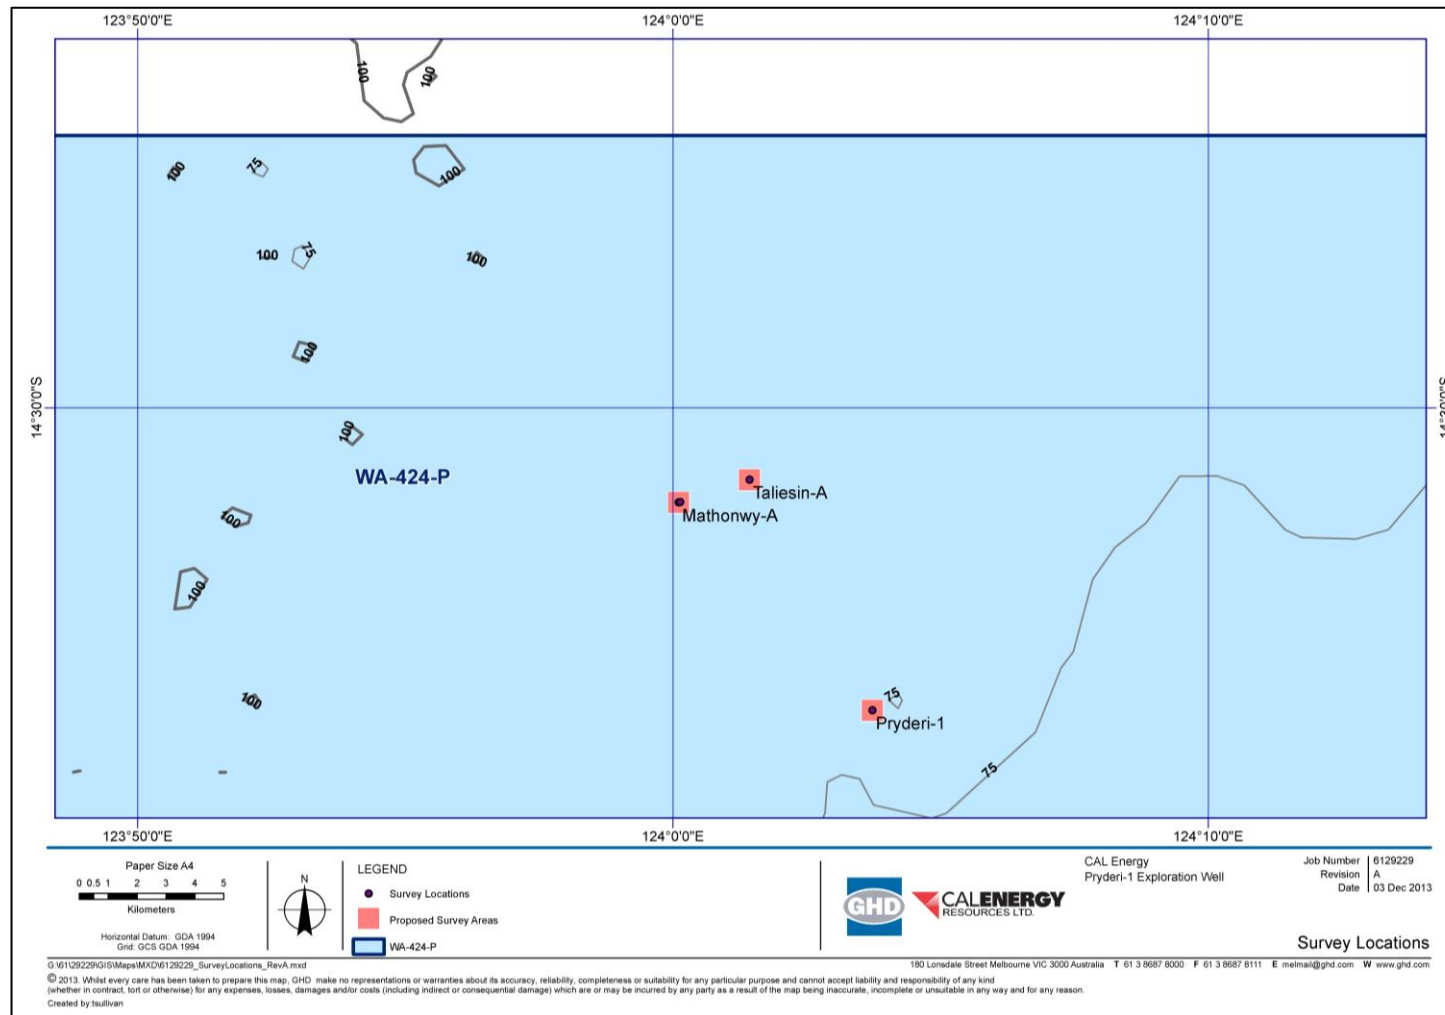 123°50'0"E 124°0'0"E 124°10'0"E
100
100
100
75
100
100
75
100
100
14°30'0"S
14°30'0"S
100
WA-424-P
Taliesin-A
Mathonwy-A
100
100
75
100
Pryderi-1
75
123°50'0"E 124°0'0"E 124°10'0"E
Paper Size A4
0 0.5 1 2 3 4 5
Kilometers
Horizontal Datum: GDA 1994
Grid: GCS GDA 1994
N
LEGEND
Survey Locations
Proposed Survey Areas
WA-424-P
GHD
CALENERGY
RESOURCES LTD.
CAL Energy
Pryderi-1 Exploration Well
Job Number 6129229
Revision A
Date 03 Dec 2013
Survey Locations
G:\61\29229\GIS\Maps\MXD\6129229_SurveyLocations_RevA.mxd
180 Lonsdale Street Melbourne VIC 3000 Australia T 61 3 8687 8000 F 61 3 8687 8111 E melmail@ghd.com W www.ghd.com
© 2013. Whilst every care has been taken to prepare this map, GHD make no representations or warranties about its accuracy, reliability, completeness or suitability for any particular purpose and cannot accept liability and responsibility of any kind
(whether in contract, tort or otherwise) for any expenses, losses, damages and/or costs (including indirect or consequential damage) which are or may be incurred by any party as a result of the map being inaccurate, incomplete or unsuitable in any way and for any reason.
Created by:tsullivan